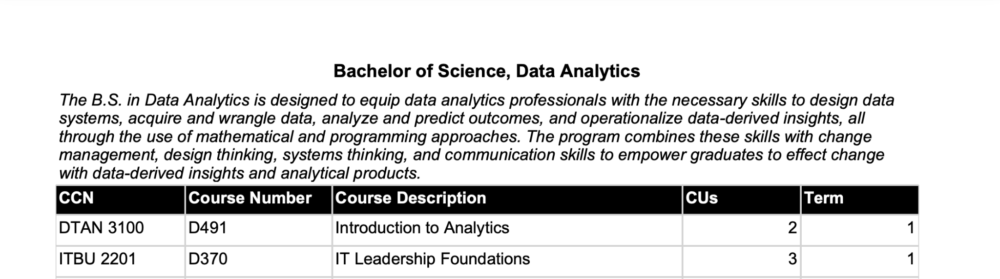 Bachelor of Science, Data Analytics
The B.S. in Data Analytics is designed to equip data analytics professionals with the necessary skills to design data
systems, acquire and wrangle data, analyze and predict outcomes, and operationalize data-derived insights, all
through the use of mathematical and programming approaches. The program combines these skills with change
management, design thinking, systems thinking, and communication skills to empower graduates to effect change
with data-derived insights and analytical products.
CCN Course Number Course Description CUs Term
DTAN 3100 D491 Introduction to Analytics 2 1
ITBU 2201 D370 IT Leadership Foundations 3 1